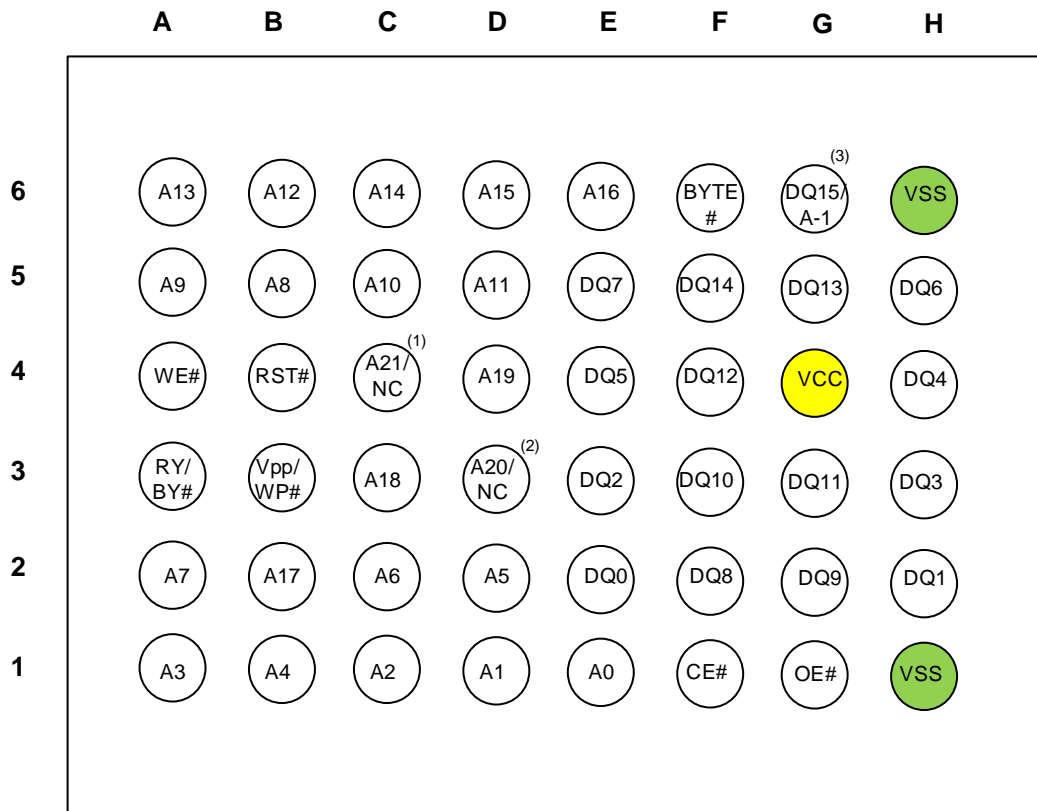 A B C D E F G H
6 A13 A12 A14 A15 A16 BYTE # DQ15/ A-1 (3) VSS
5 A9 A8 A10 A11 DQ7 DQ14 DQ13 DQ6
4 WE# RST# A21/ NC (1) A19 DQ5 DQ12 VCC DQ4
3 RY/ BY# Vpp/ WP# A18 A20/ NC (2) DQ2 DQ10 DQ11 DQ3
2 A7 A17 A6 A5 DQ0 DQ8 DQ9 DQ1
1 A3 A4 A2 A1 A0 CE# OE# VSS